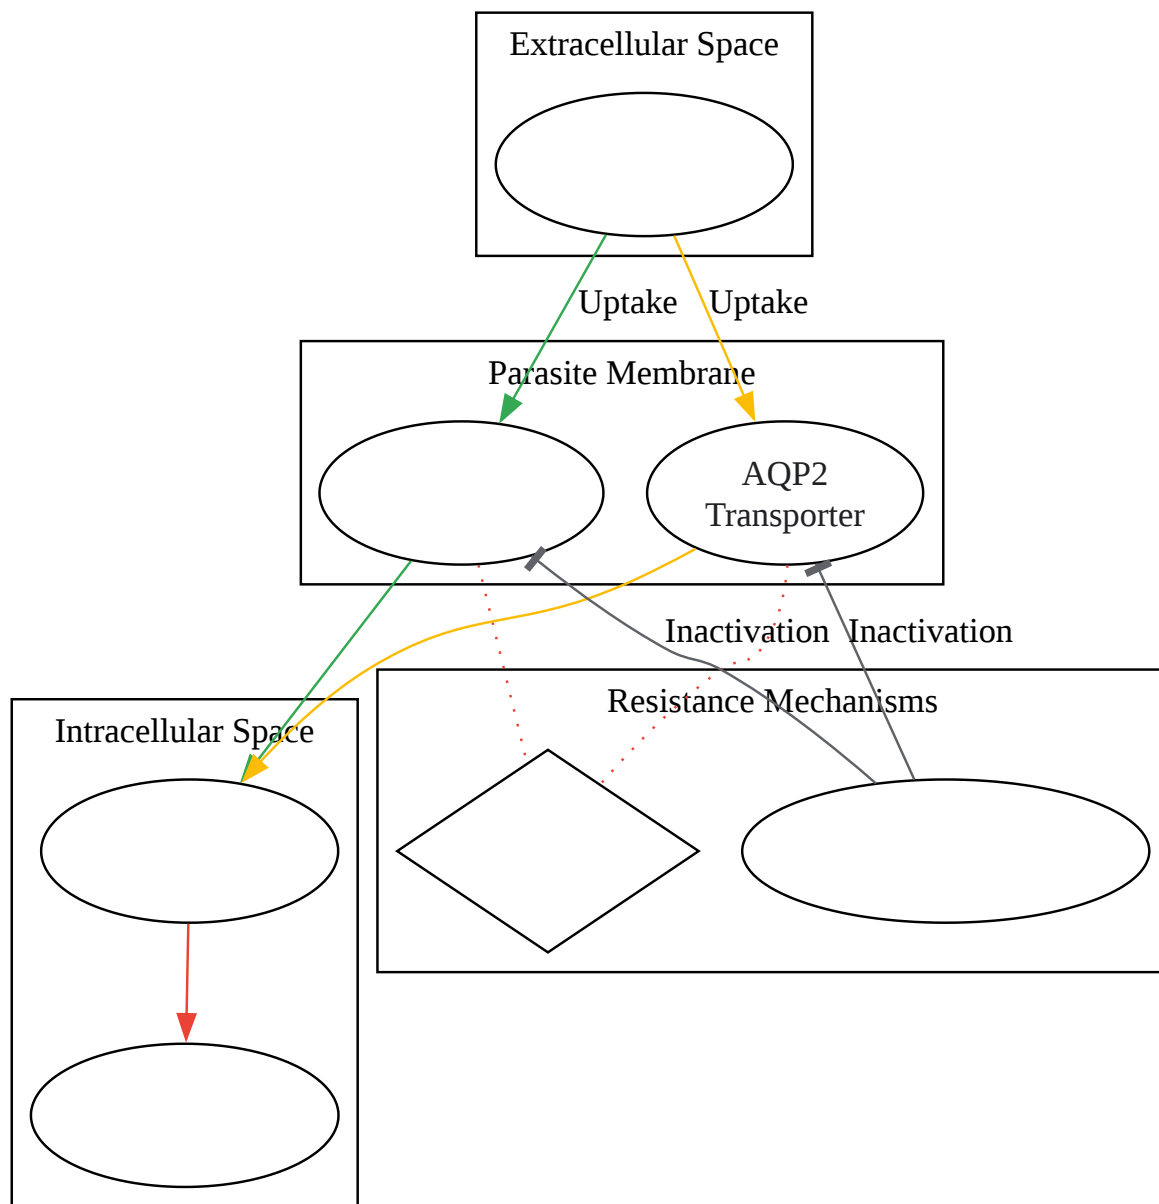 Extracellular Space
Uptake
Uptake
Parasite Membrane
AQP2
Transporter
Inactivation
Inactivation
Resistance Mechanisms
Intracellular Space